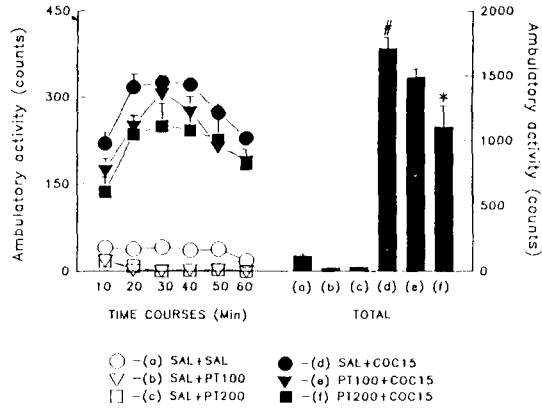 450
300
150
0
Ambulatory activity (counts)
10 20 30 40 50 60
TIME COURSES (Min)
#
*
(a) (b) (c) (d) (e) (f)
TOTAL
2000
1500
1000
500
0
Ambulatory activity (counts)
-(a) SAL+SAL
-(b) SAL+PT100
-(c) SAL+PT200
-(d) SAL+COC15
-(e) PT100+COC15
-(f) PT200+COC15